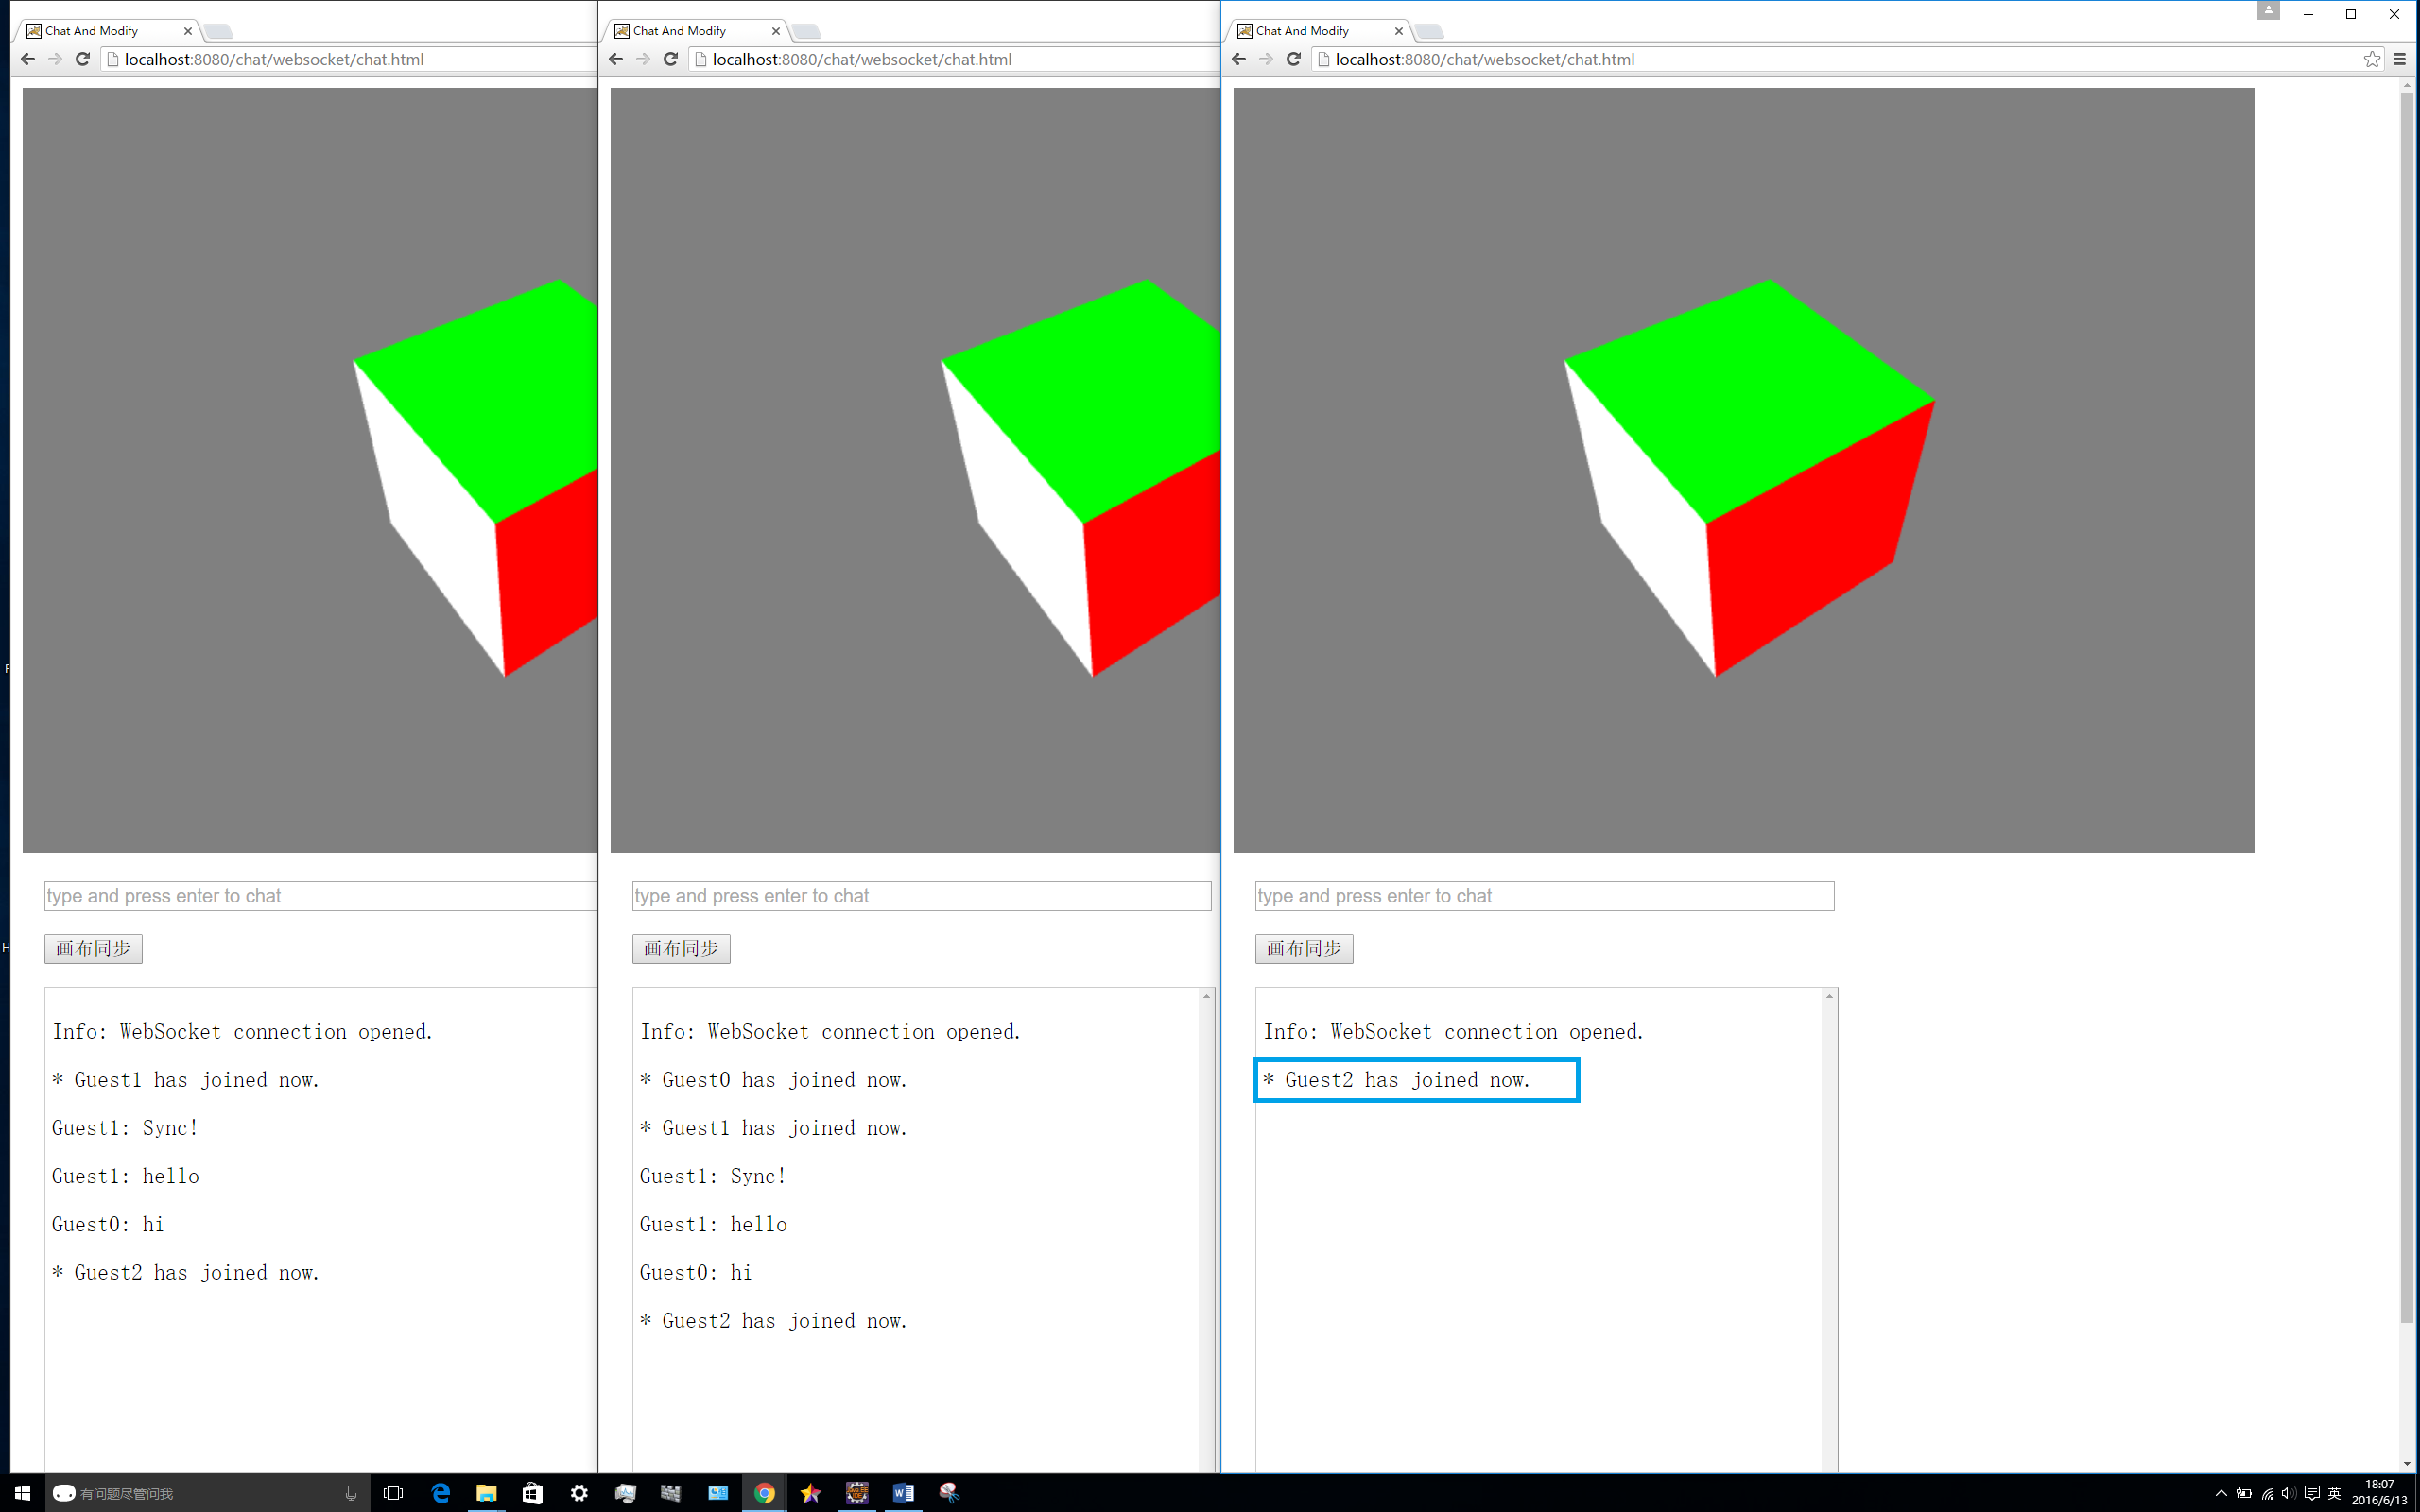 Chat And Modify
localhost:8080/chat/websocket/chat.html
type and press enter to chat
画布同步
Info: WebSocket connection opened.
* Guest1 has joined now.
Guest1: Sync!
Guest1: hello
Guest0: hi
* Guest2 has joined now.
Chat And Modify
localhost:8080/chat/websocket/chat.html
type and press enter to chat
画布同步
Info: WebSocket connection opened.
* Guest0 has joined now.
* Guest1 has joined now.
Guest1: Sync!
Guest1: hello
Guest0: hi
* Guest2 has joined now.
Chat And Modify
localhost:8080/chat/websocket/chat.html
type and press enter to chat
画布同步
Info: WebSocket connection opened.
* Guest2 has joined now.
有问题尽管问我
英
18:07
2016/6/13